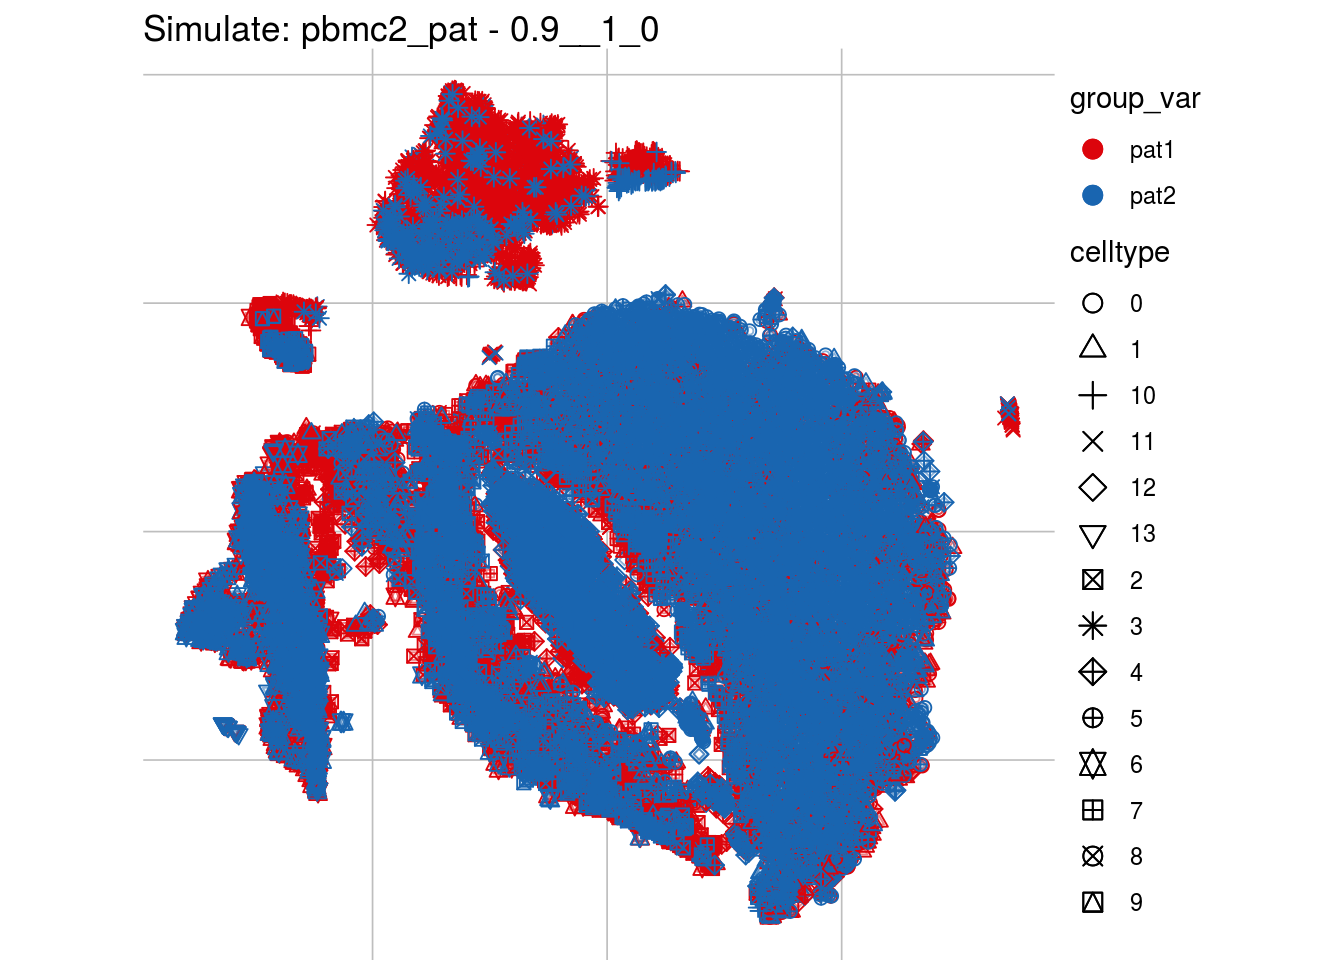 Simulate: pbmc2_pat - 0.9__1_0
group_var
pat1
pat2
celltype
0
1
10
11
12
13
2
3
4
5
6
7
8
9